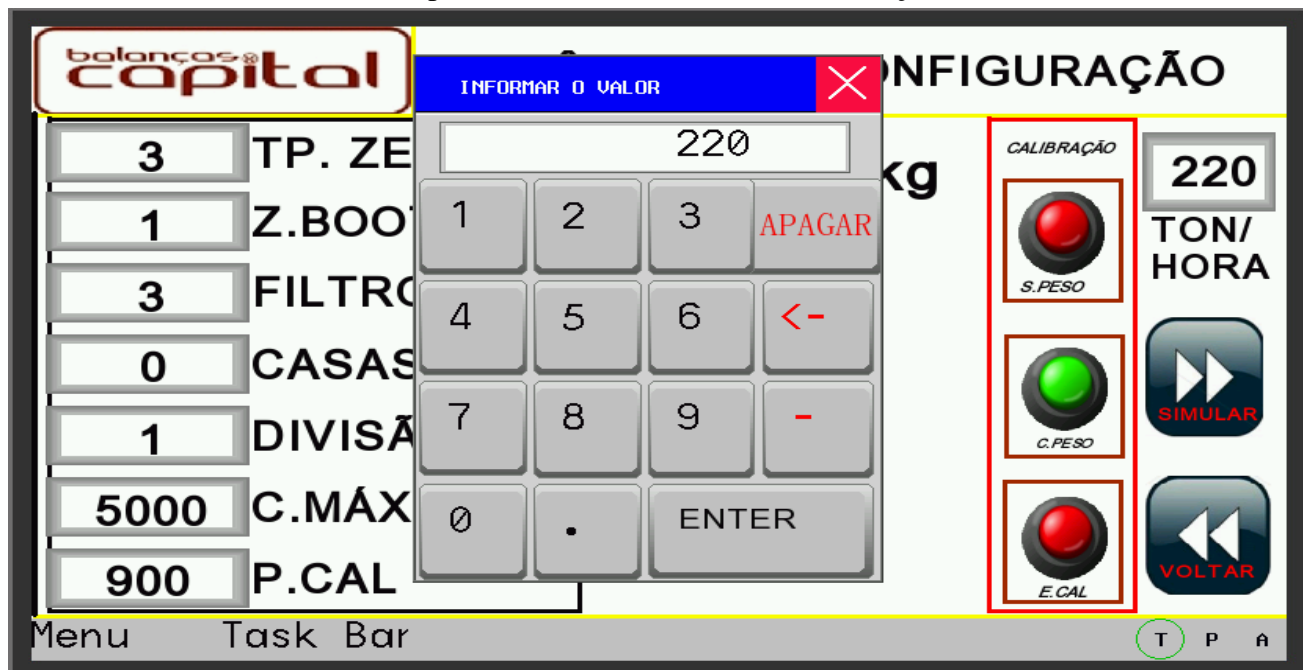 balanças
capital
NFIGURAÇÃO
INFORMAR O VALOR
220
3 TP. ZE
1 Z.BOO
3 FILTRO
0 CASAS
1 DIVISÃ
5000 C.MÁX
900 P.CAL
1 2 3 APAGAR
4 5 6 <-
7 8 9 -
0 . ENTER
kg
CALIBRAÇÃO
S.PESO
C.PESO
E.CAL
220
TON/
HORA
SIMULAR
VOLTAR
Menu Task Bar
T P A